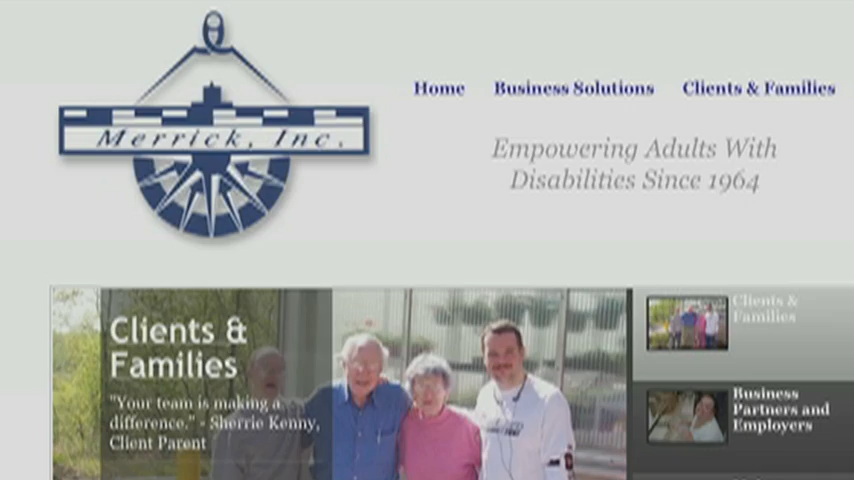 Merrick, Inc.
Home Business Solutions Clients & Families
Empowering Adults With
Disabilities Since 1964
Clients &
Families
"Your team is making a
difference." - Sherrie Kenny,
Client Parent
Clients &
Families
Business
Partners and
Employers